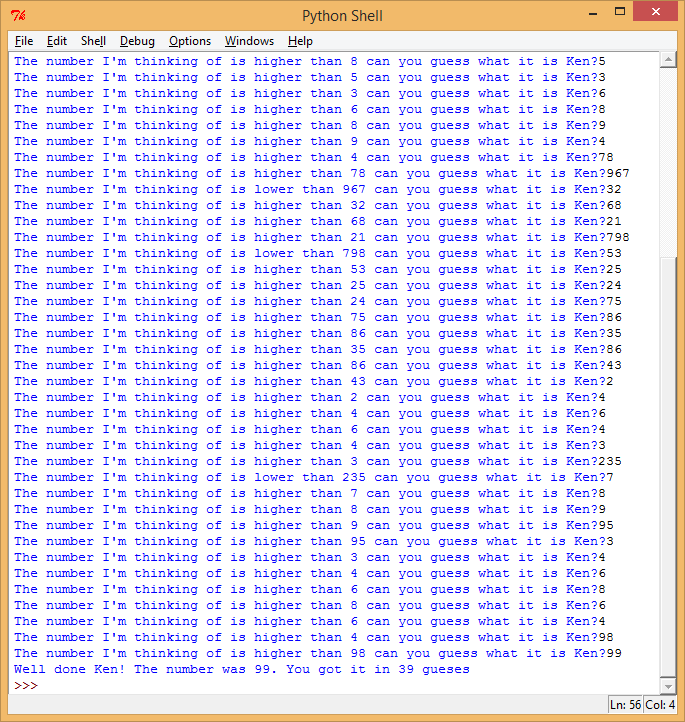 Python Shell
File Edit Shell Debug Options Windows Help
The number I'm thinking of is higher than 8 can you guess what it is Ken?5
The number I'm thinking of is higher than 5 can you guess what it is Ken?3
The number I'm thinking of is higher than 3 can you guess what it is Ken?6
The number I'm thinking of is higher than 6 can you guess what it is Ken?8
The number I'm thinking of is higher than 8 can you guess what it is Ken?9
The number I'm thinking of is higher than 9 can you guess what it is Ken?4
The number I'm thinking of is higher than 4 can you guess what it is Ken?78
The number I'm thinking of is higher than 78 can you guess what it is Ken?967
The number I'm thinking of is lower than 967 can you guess what it is Ken?32
The number I'm thinking of is higher than 32 can you guess what it is Ken?68
The number I'm thinking of is higher than 68 can you guess what it is Ken?21
The number I'm thinking of is higher than 21 can you guess what it is Ken?798
The number I'm thinking of is lower than 798 can you guess what it is Ken?53
The number I'm thinking of is higher than 53 can you guess what it is Ken?25
The number I'm thinking of is higher than 25 can you guess what it is Ken?24
The number I'm thinking of is higher than 24 can you guess what it is Ken?75
The number I'm thinking of is higher than 75 can you guess what it is Ken?86
The number I'm thinking of is higher than 86 can you guess what it is Ken?35
The number I'm thinking of is higher than 35 can you guess what it is Ken?86
The number I'm thinking of is higher than 86 can you guess what it is Ken?43
The number I'm thinking of is higher than 43 can you guess what it is Ken?2
The number I'm thinking of is higher than 2 can you guess what it is Ken?4
The number I'm thinking of is higher than 4 can you guess what it is Ken?6
The number I'm thinking of is higher than 6 can you guess what it is Ken?4
The number I'm thinking of is higher than 4 can you guess what it is Ken?3
The number I'm thinking of is higher than 3 can you guess what it is Ken?235
The number I'm thinking of is lower than 235 can you guess what it is Ken?7
The number I'm thinking of is higher than 7 can you guess what it is Ken?8
The number I'm thinking of is higher than 8 can you guess what it is Ken?9
The number I'm thinking of is higher than 9 can you guess what it is Ken?95
The number I'm thinking of is higher than 95 can you guess what it is Ken?3
The number I'm thinking of is higher than 3 can you guess what it is Ken?4
The number I'm thinking of is higher than 4 can you guess what it is Ken?6
The number I'm thinking of is higher than 6 can you guess what it is Ken?8
The number I'm thinking of is higher than 8 can you guess what it is Ken?6
The number I'm thinking of is higher than 6 can you guess what it is Ken?4
The number I'm thinking of is higher than 4 can you guess what it is Ken?98
The number I'm thinking of is higher than 98 can you guess what it is Ken?99
Well done Ken! The number was 99. You got it in 39 gueses
>>>
Ln: 56 Col: 4